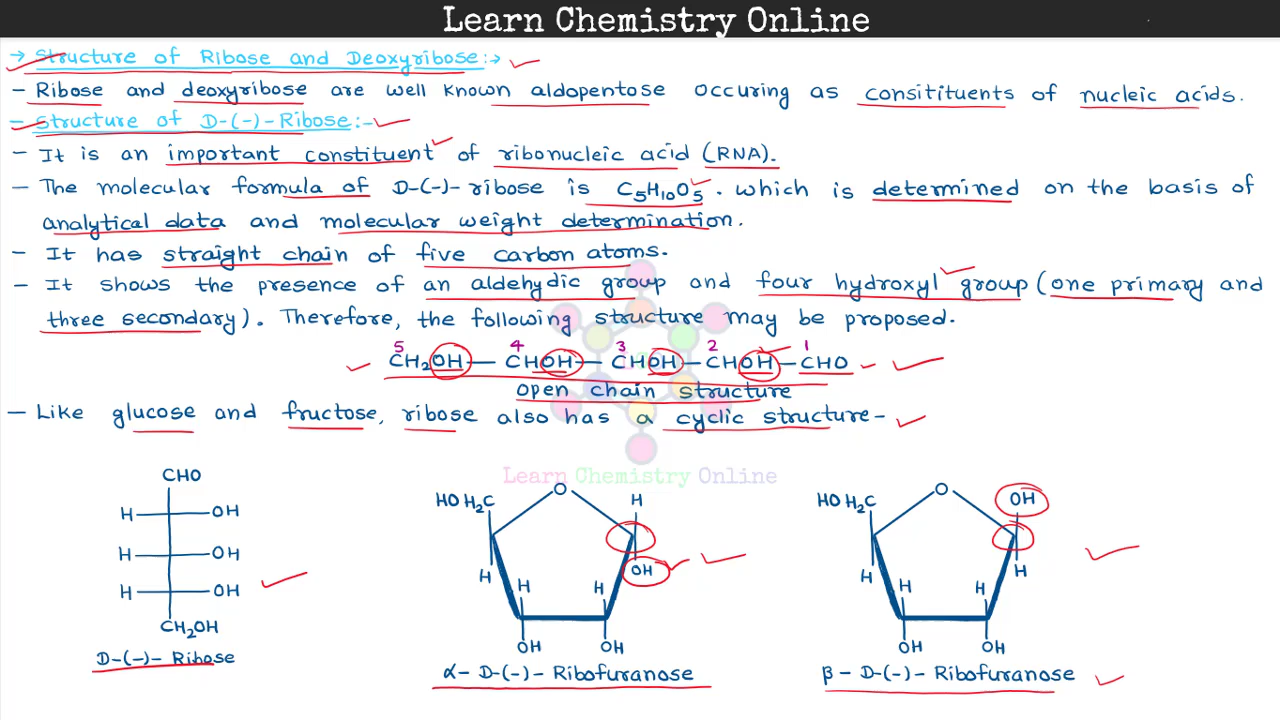 Learn Chemistry Online
→ Structure of Ribose and Deoxyribose:→
- Ribose and deoxyribose are well known aldopentose occuring as consitituents of nucleic acids.
- Structure of D-(-)-Ribose:-
- It is an important constituent of ribonucleic acid (RNA).
- The molecular formula of D-(-)-ribose is C₅H₁₀O₅. which is determined on the basis of
analytical data and molecular weight determination.
- It has straight chain of five carbon atoms.
- It shows the presence of an aldehydic group and four hydroxyl group (one primary and
three secondary). Therefore, the following structure may be proposed.
5 4 3 2 1
CH₂OH — CHOH — CHOH — CHOH — CHO
open chain structure
- Like glucose and fructose, ribose also has a cyclic structure-
Learn Chemistry Online
CHO
H OH
H OH
H OH
CH₂OH
D-(-)- Ribose
HO H₂C O H
OH
H H H
OH OH
α- D-(-)- Ribofuranose
HO H₂C O OH
H H H H
OH OH
β- D-(-)- Ribofuranose